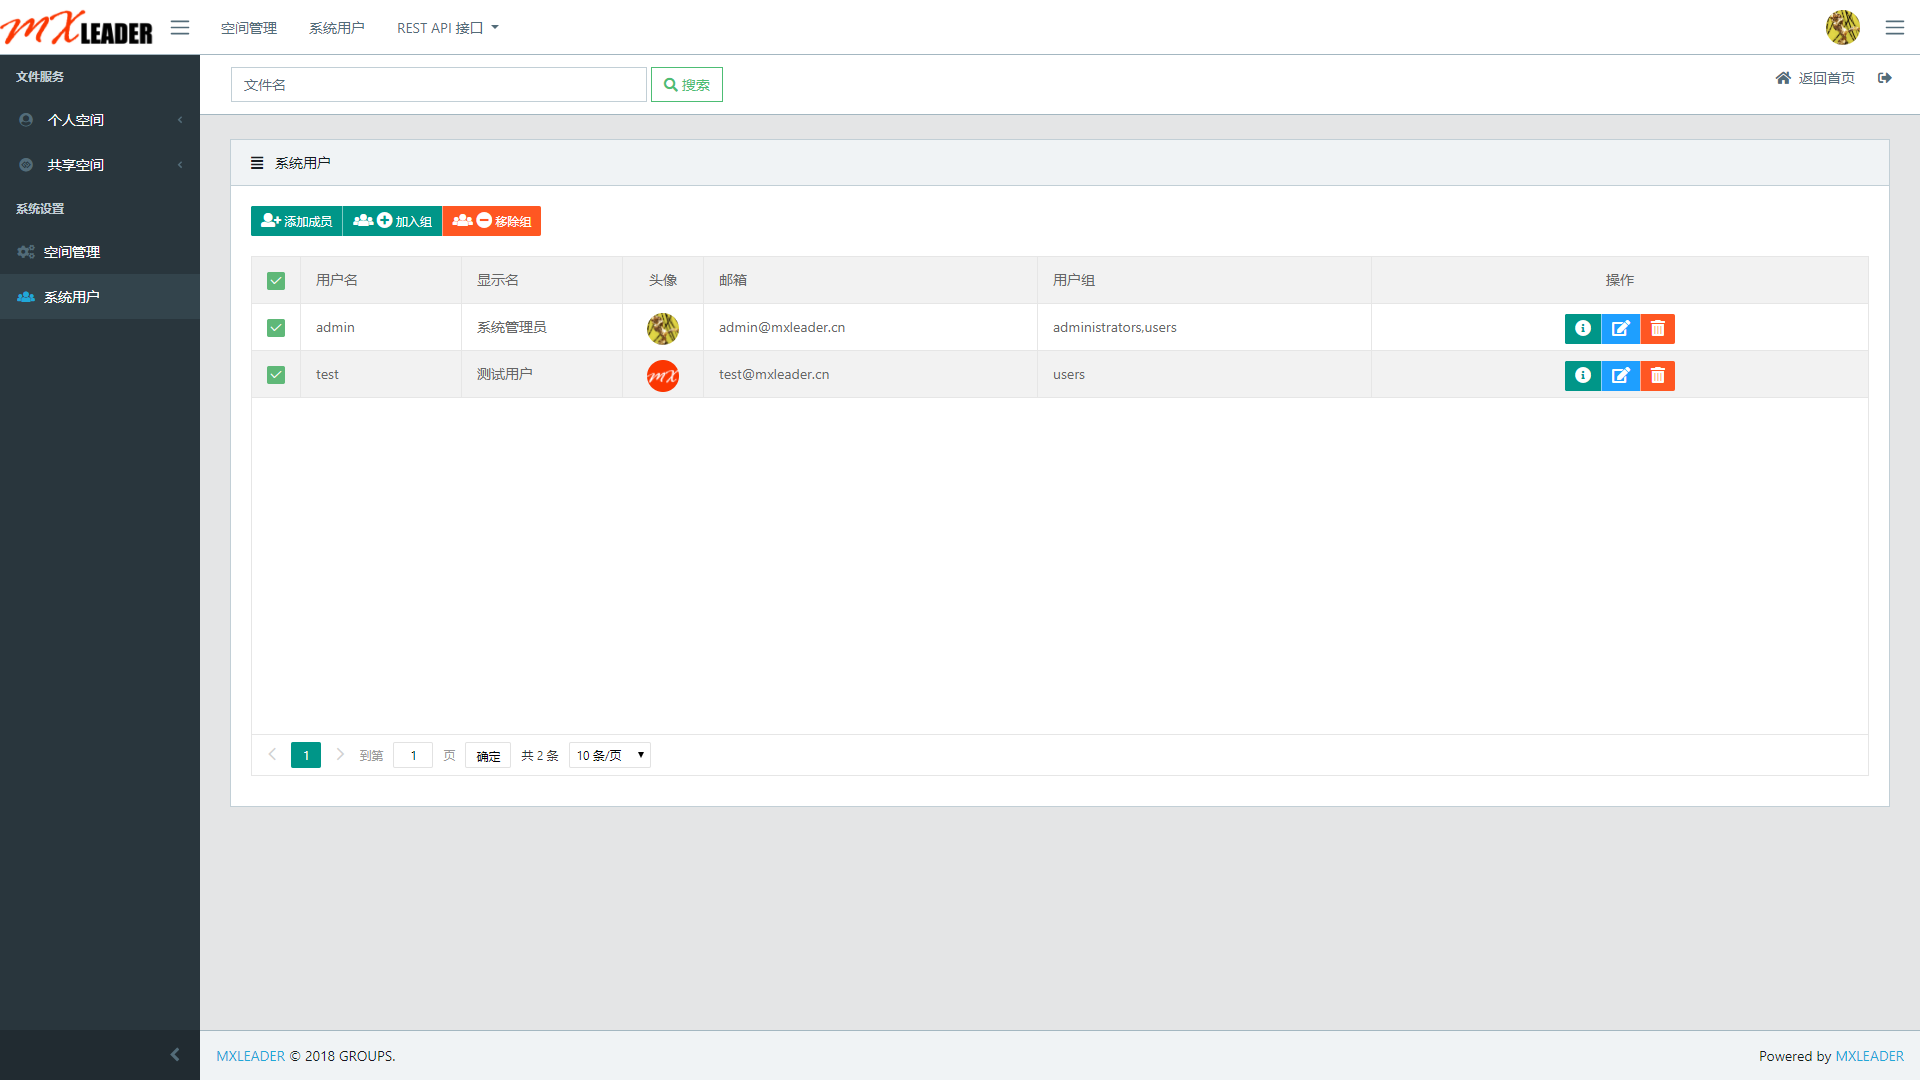 MXLEADER
空间管理 系统用户 REST API 接口
文件服务
文件名
搜索
返回首页
个人空间
共享空间
系统设置
空间管理
系统用户
系统用户
添加成员 加入组 移除组
用户名 显示名 头像 邮箱 用户组 操作
admin 系统管理员 admin@mxleader.cn administrators,users
test 测试用户 MX test@mxleader.cn users
1 到第 1 页 确定 共 2 条 10 条/页
MXLEADER © 2018 GROUPS.
Powered by MXLEADER